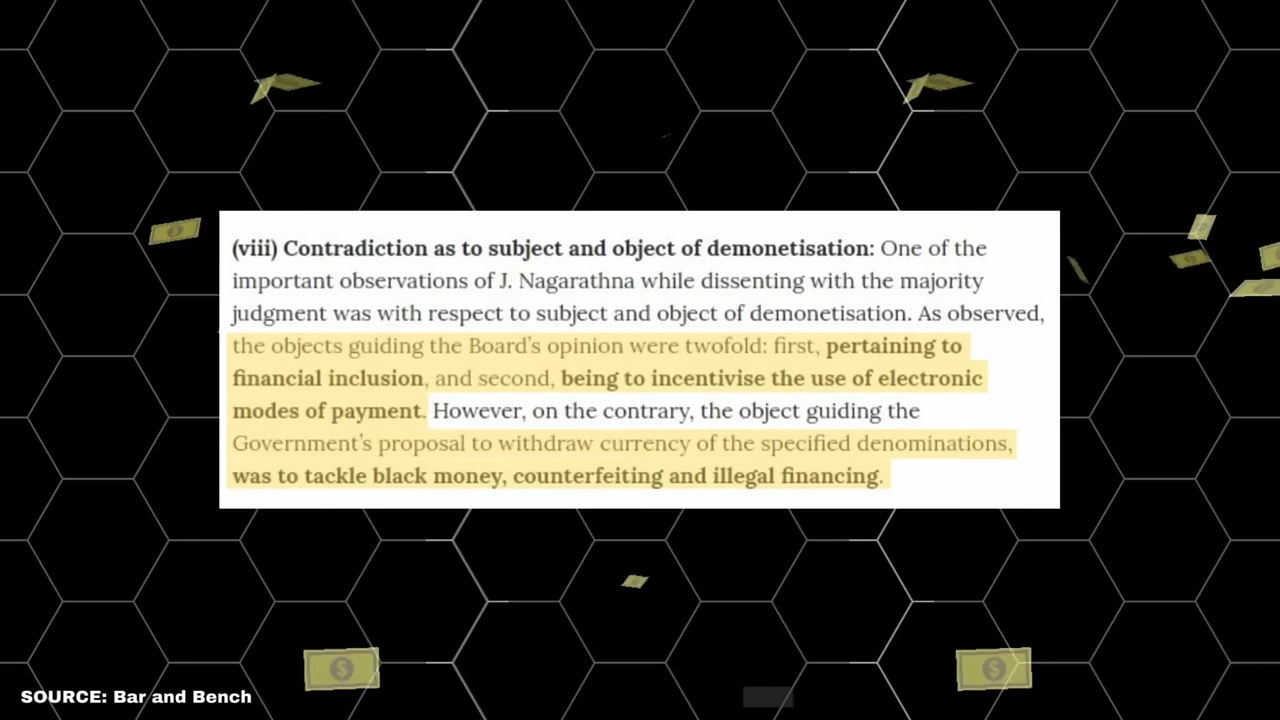 (viii) Contradiction as to subject and object of demonetisation: One of the
important observations of J. Nagarathna while dissenting with the majority
judgment was with respect to subject and object of demonetisation. As observed,
the objects guiding the Board's opinion were twofold: first, pertaining to
financial inclusion, and second, being to incentivise the use of electronic
modes of payment. However, on the contrary, the object guiding the
Government's proposal to withdraw currency of the specified denominations,
was to tackle black money, counterfeiting and illegal financing.
$ $
SOURCE: Bar and Bench